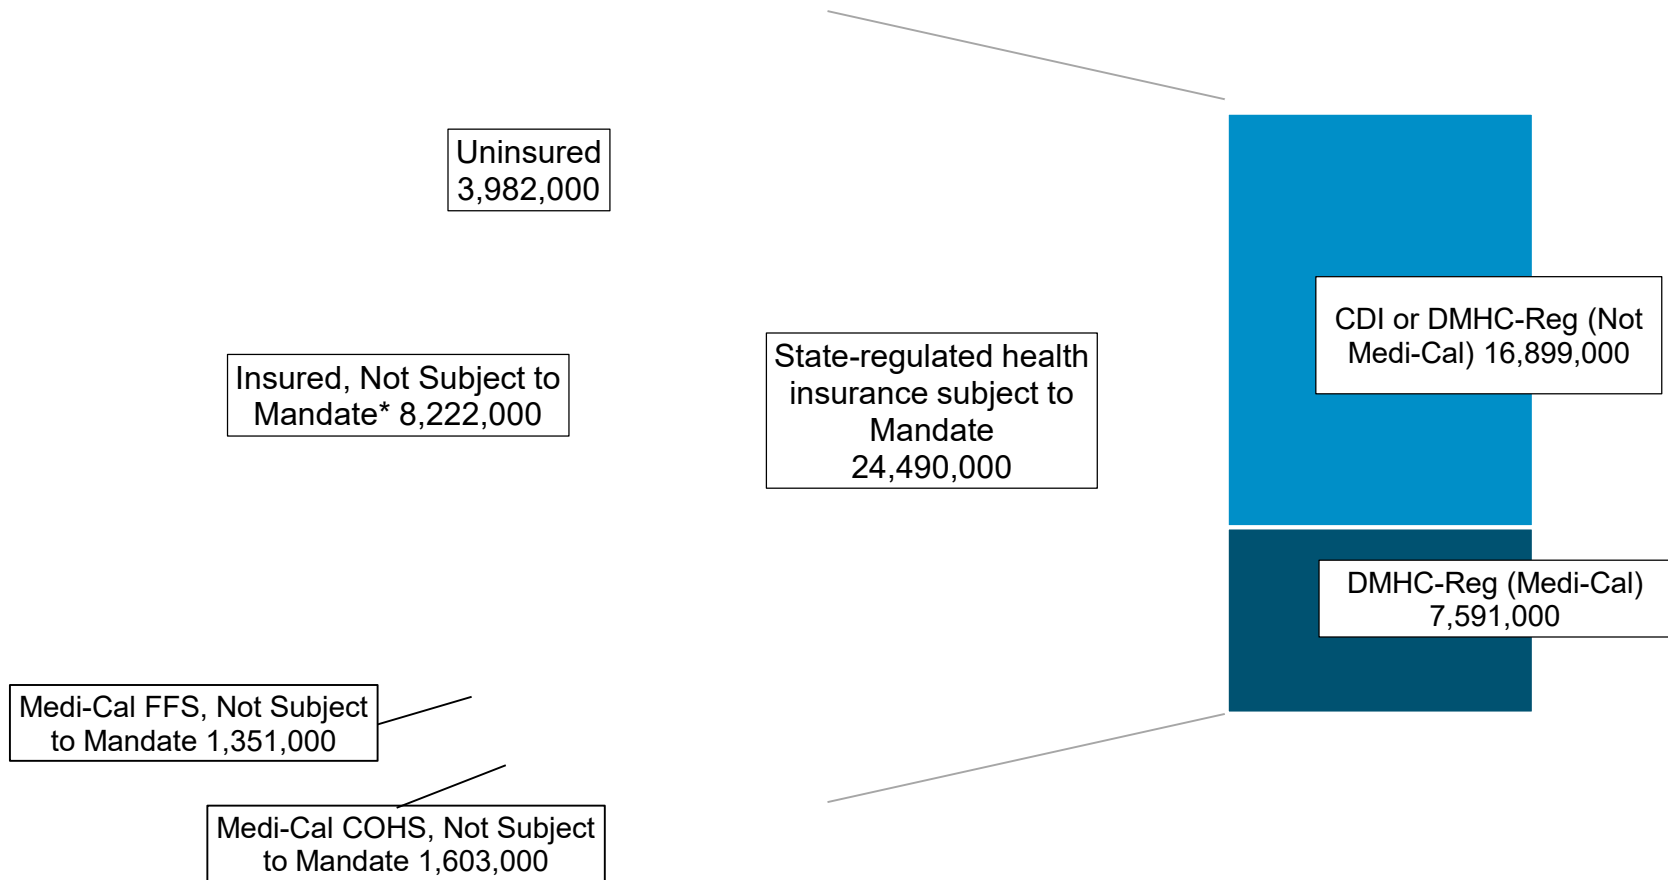 Uninsured
3,982,000
Insured, Not Subject to
Mandate* 8,222,000
State-regulated health
insurance subject to
Mandate
24,490,000
CDI or DMHC-Reg (Not
Medi-Cal) 16,899,000
DMHC-Reg (Medi-Cal)
7,591,000
Medi-Cal FFS, Not Subject
to Mandate 1,351,000
Medi-Cal COHS, Not Subject
to Mandate 1,603,000